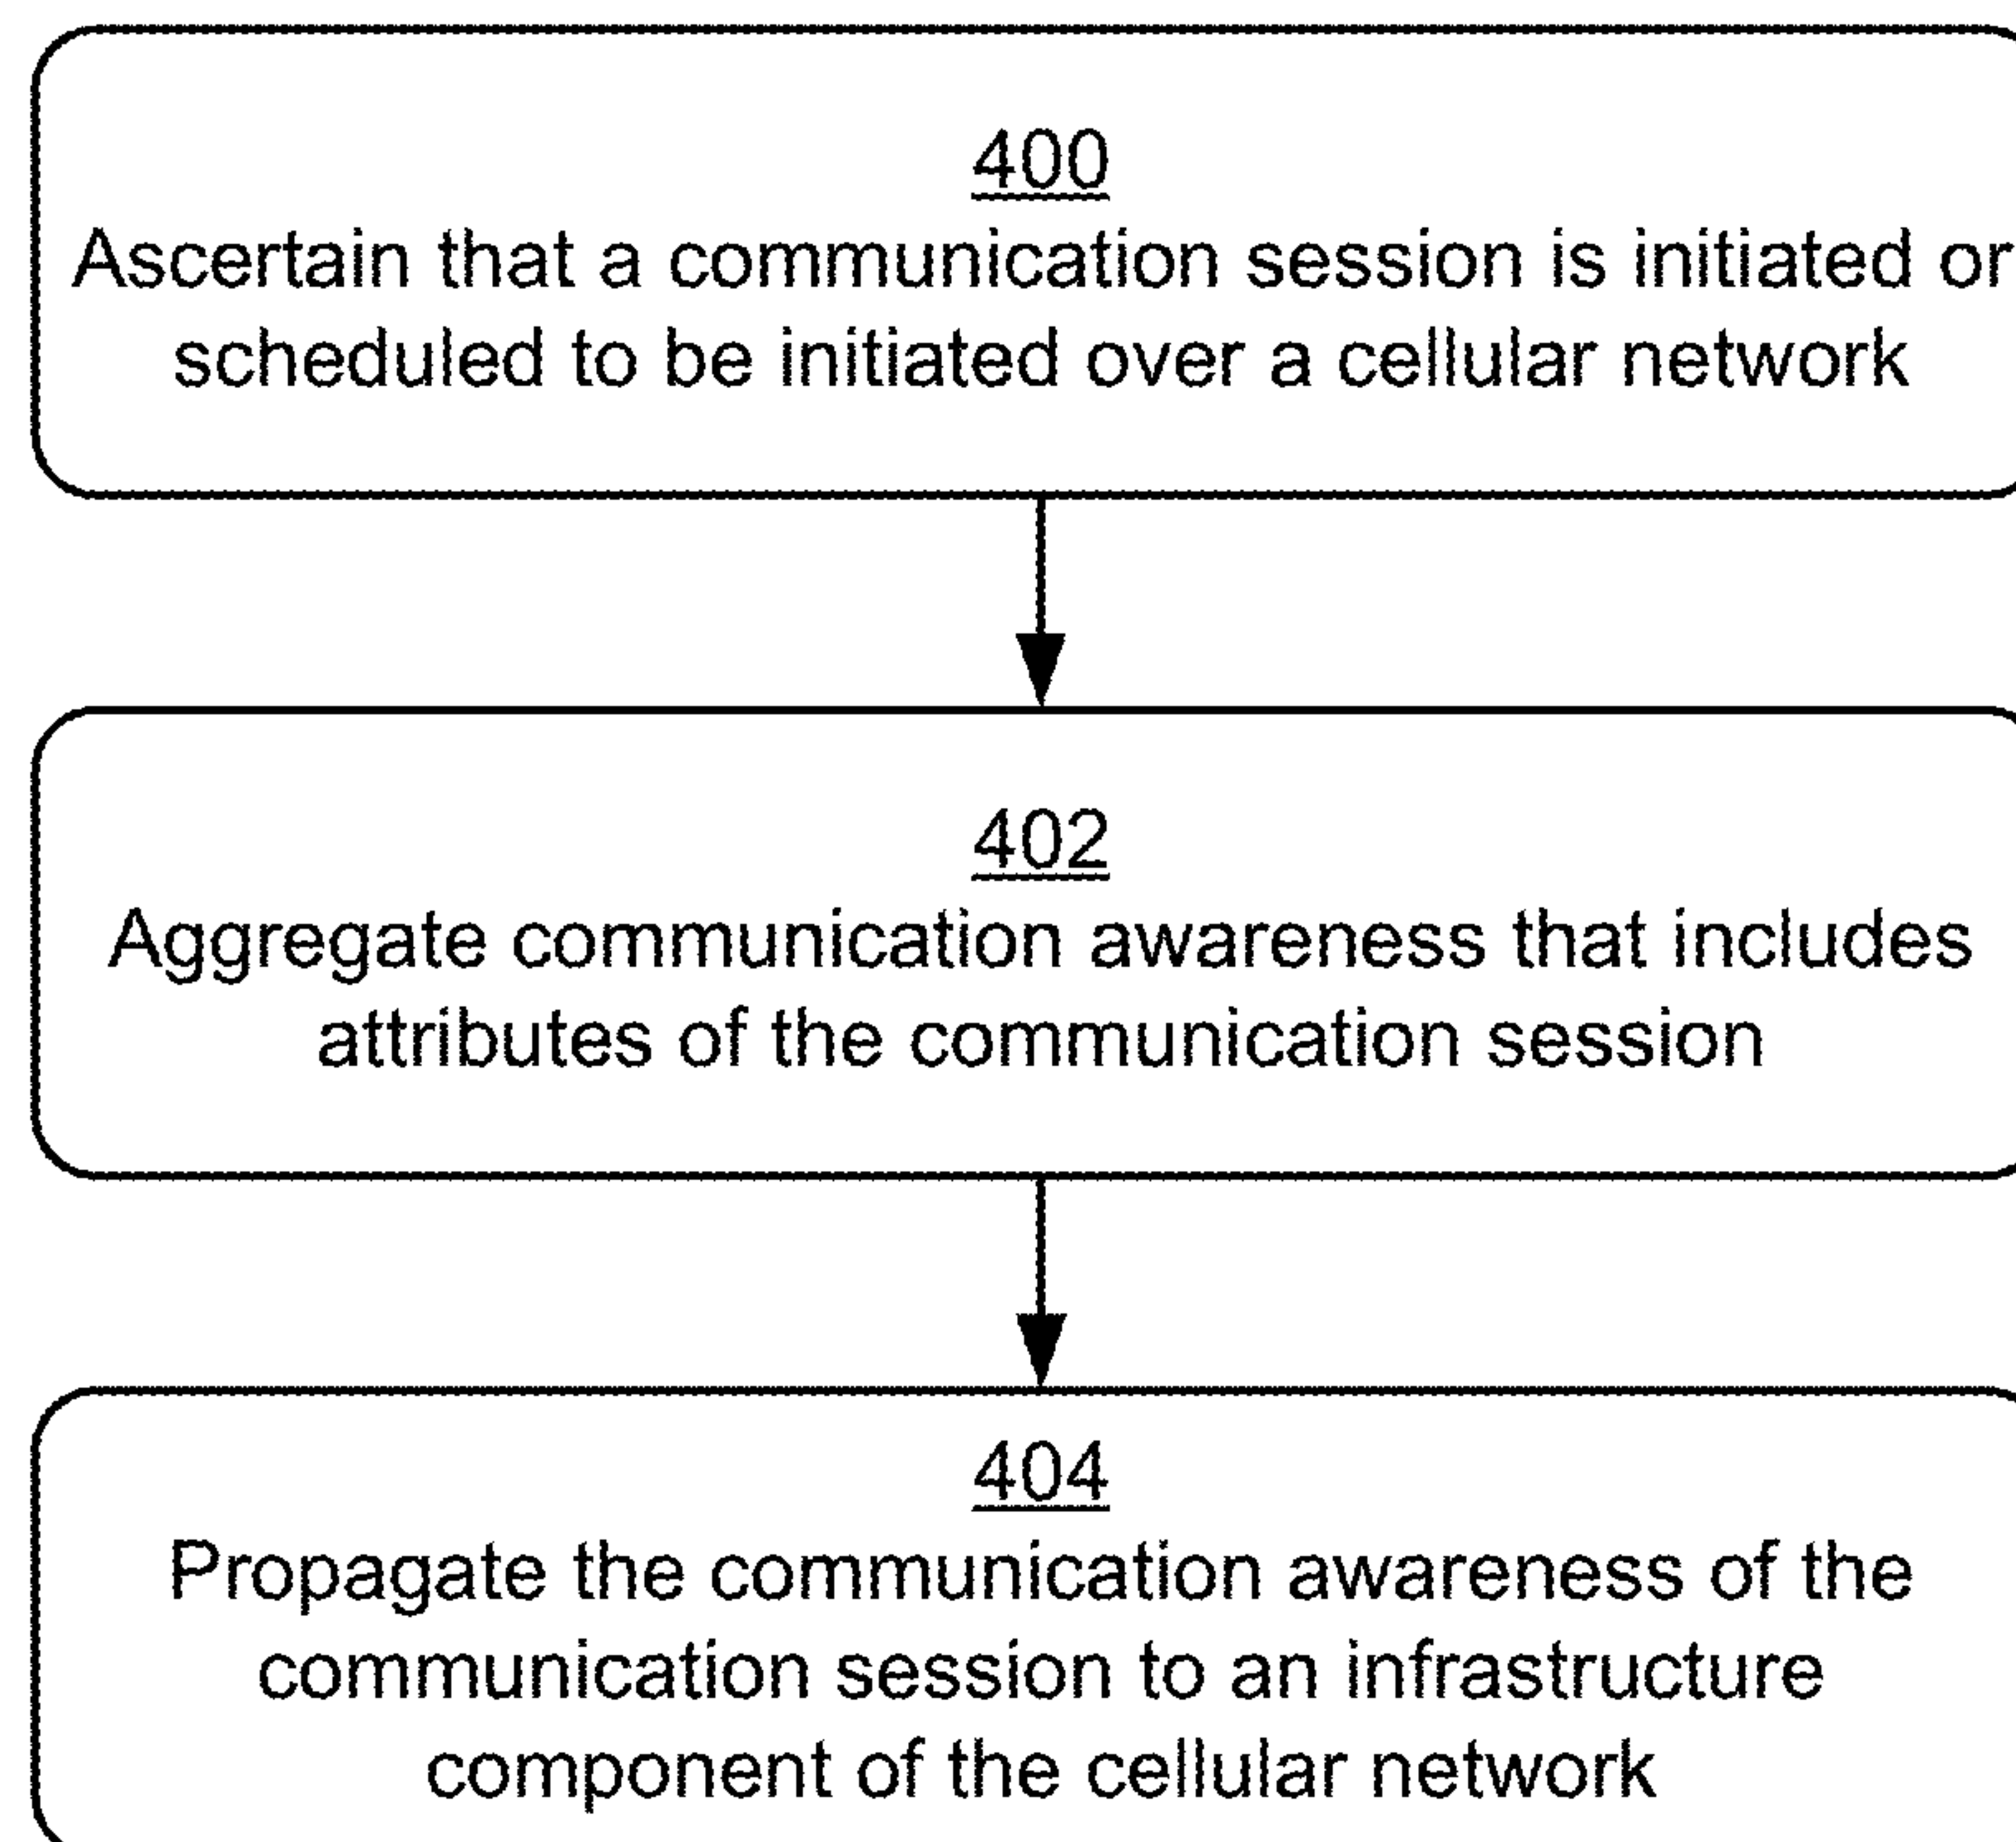 400
Ascertain that a communication session is initiated or
scheduled to be initiated over a cellular network
402
Aggregate communication awareness that includes
attributes of the communication session
404
Propagate the communication awareness of the
communication session to an infrastructure
component of the cellular network